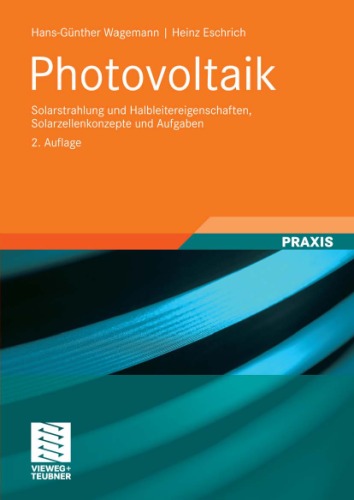 Hans-Günther Wagemann | Heinz Eschrich
Photovoltaik
Solarstrahlung und Halbleitereigenschaften,
Solarzellenkonzepte und Aufgaben
2. Auflage
PRAXIS
VIEWEG+
TEUBNER